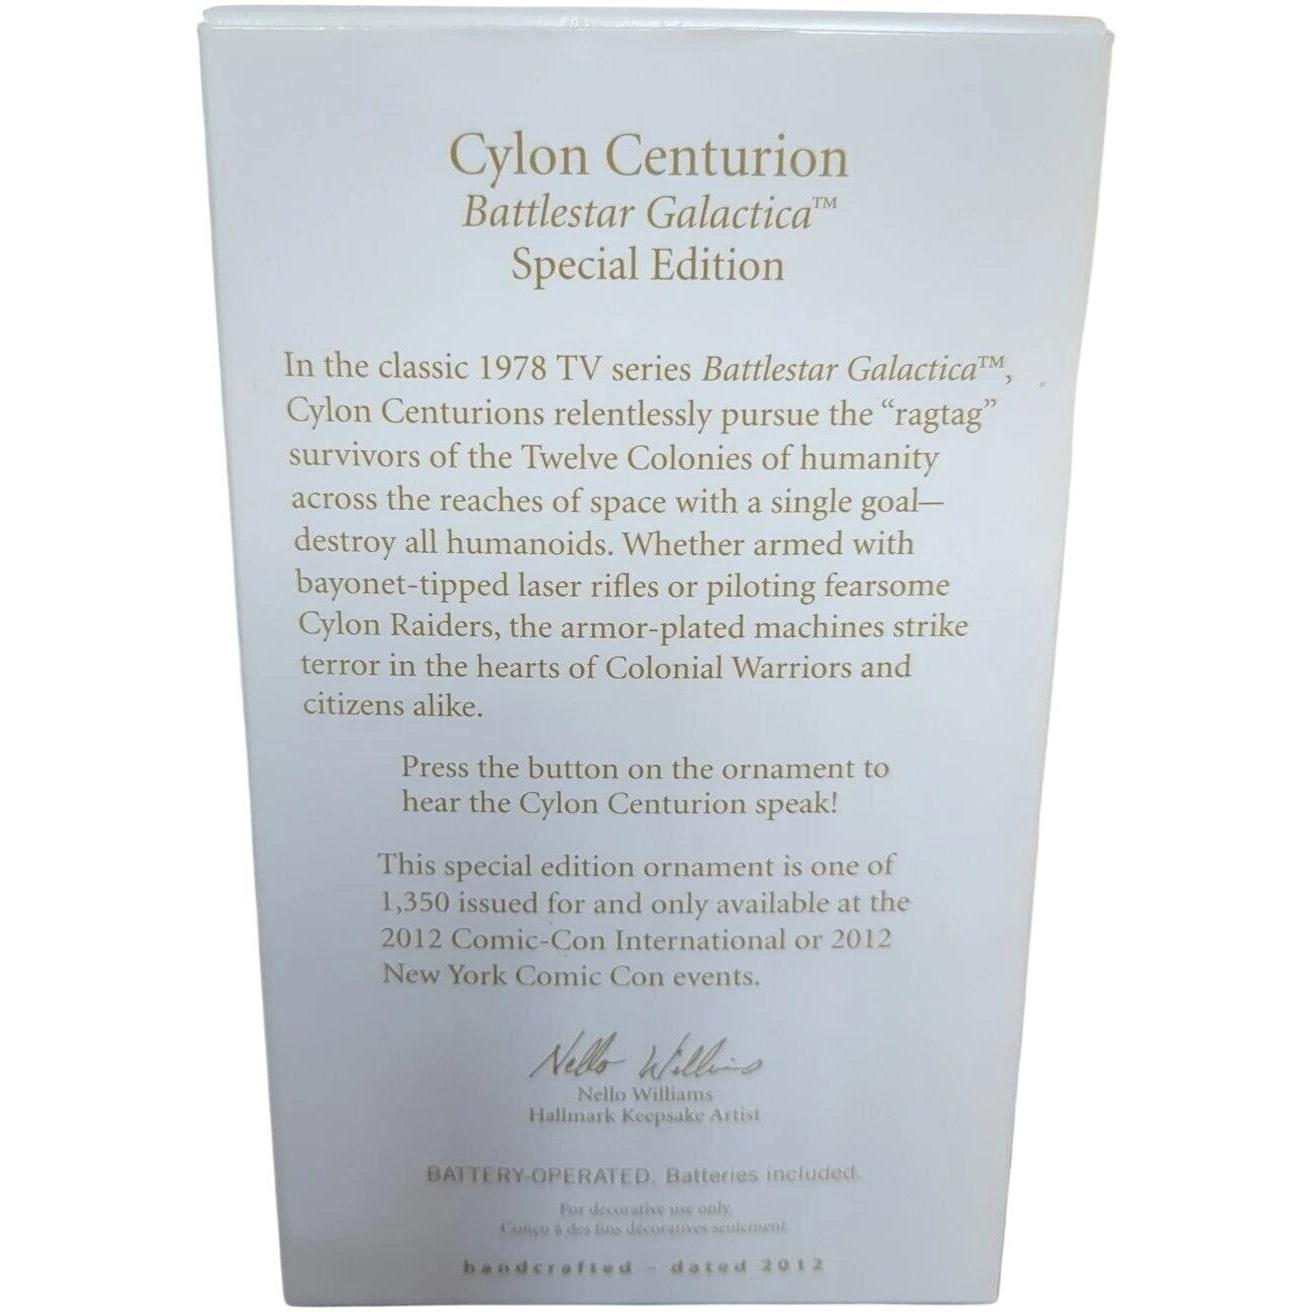 Cylon Centurion
Battlestar Galactica™
Special Edition
In the classic 1978 TV series Battlestar Galactica™,
Cylon Centurions relentlessly pursue the “ragtag”
survivors of the Twelve Colonies of humanity
across the reaches of space with a single goal—
destroy all humanoids. Whether armed with
bayonet-tipped laser rifles or piloting fearsome
Cylon Raiders, the armor-plated machines strike
terror in the hearts of Colonial Warriors and
citizens alike.
Press the button on the ornament to
hear the Cylon Centurion speak!
This special edition ornament is one of
1,350 issued for and only available at the
2012 Comic-Con International or 2012
New York Comic Con events.
Nello Williams
Nello Williams
Hallmark Keepsake Artist
BATTERY-OPERATED. Batteries included.
For decorative use only.
Conçu à des fins décoratives seulement.
handcrafted – dated 2012